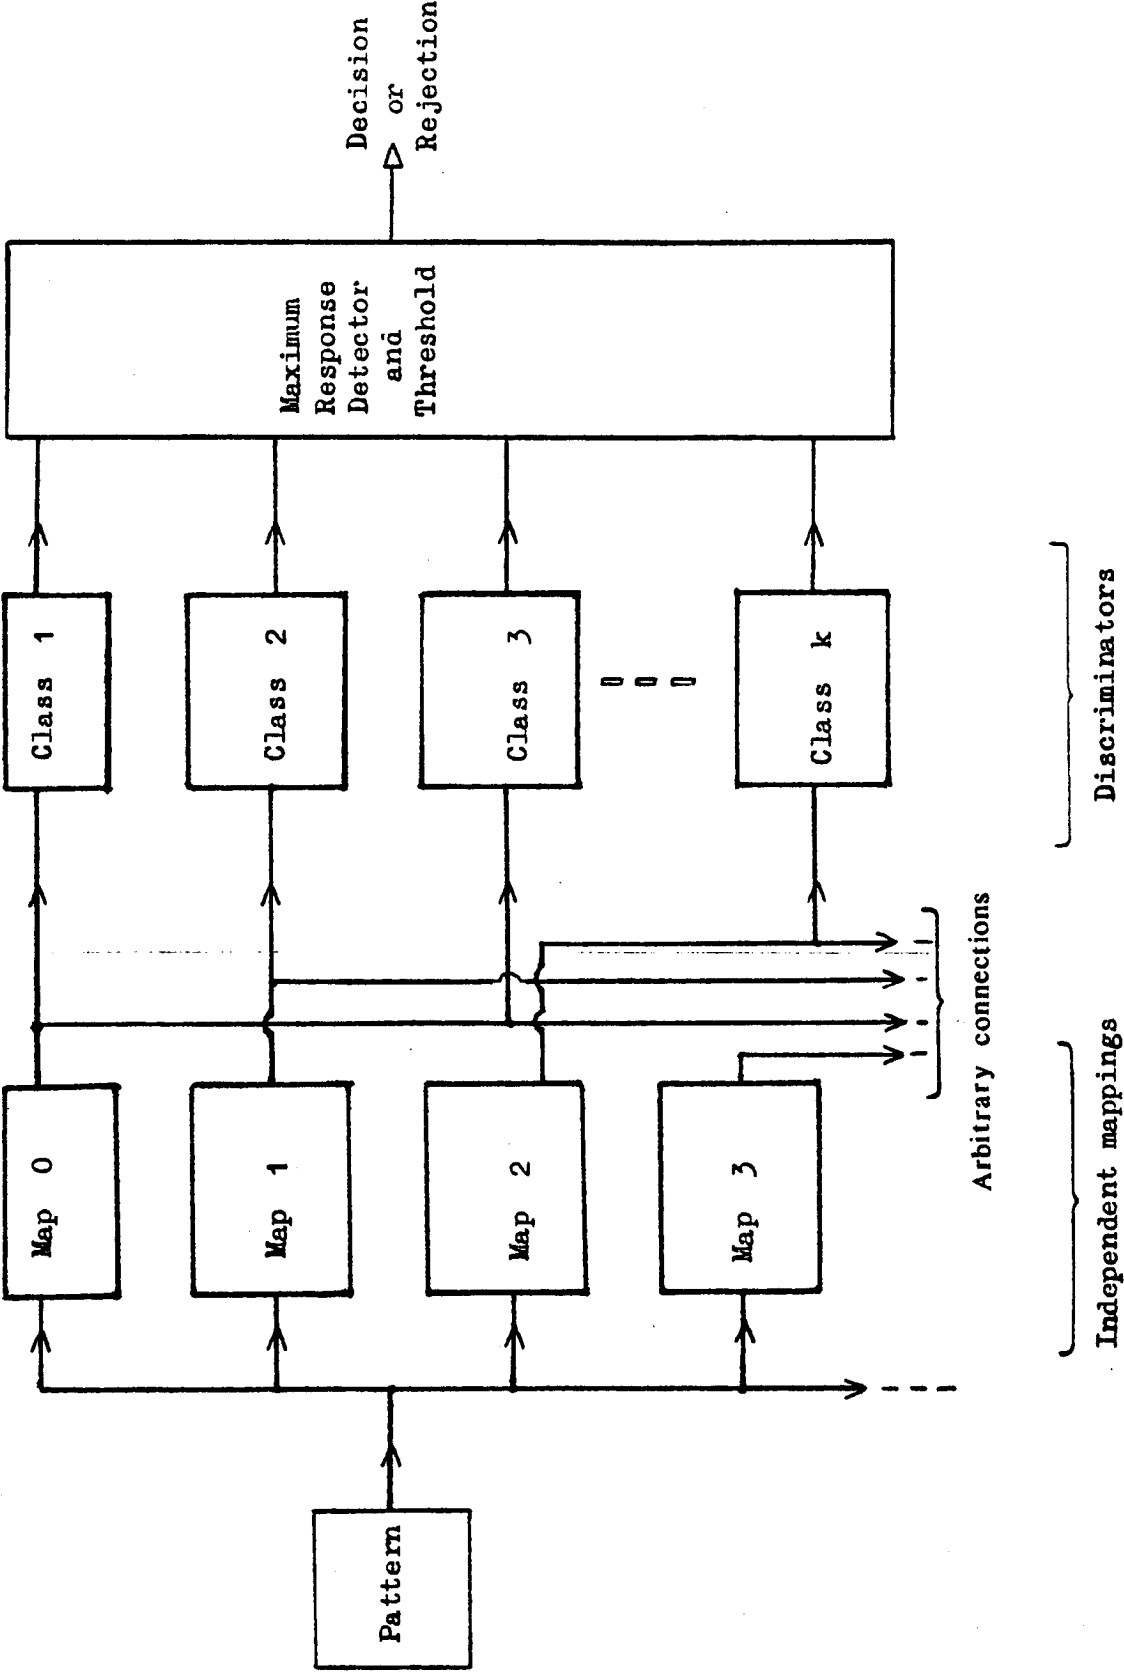 Pattern
Map 0
Map 1
Map 2
Map 3
Independent mappings
Arbitrary connections
Class 1
Class 2
Class 3
Class k
Discriminators
Maximum
Response
Detector
and
Threshold
Decision
or
Rejection